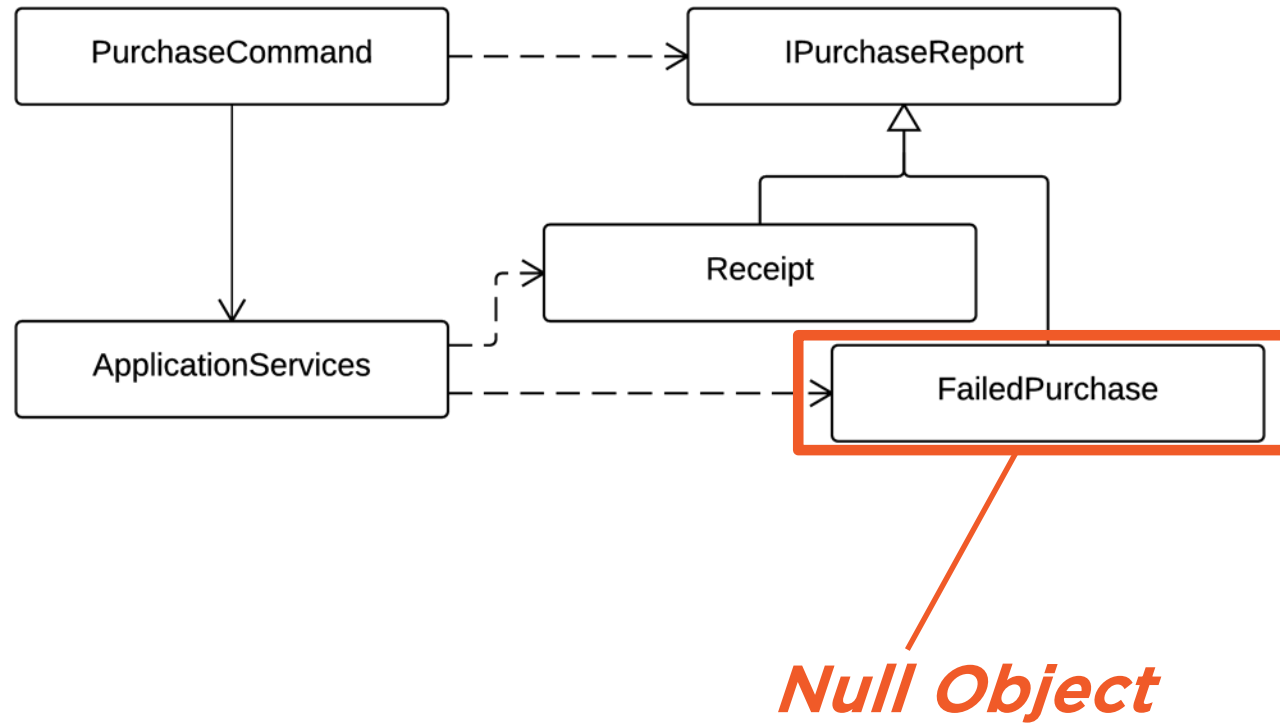 PurchaseCommand
IPurchaseReport
Receipt
ApplicationServices
FailedPurchase
Null Object